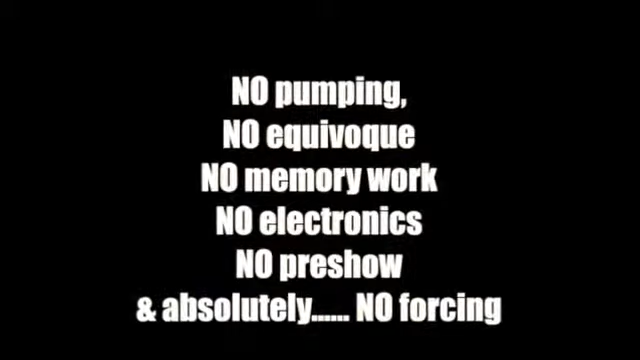 NO pumping,
NO equivoque
NO memory work
NO electronics
NO preshow
& absolutely...... NO forcing